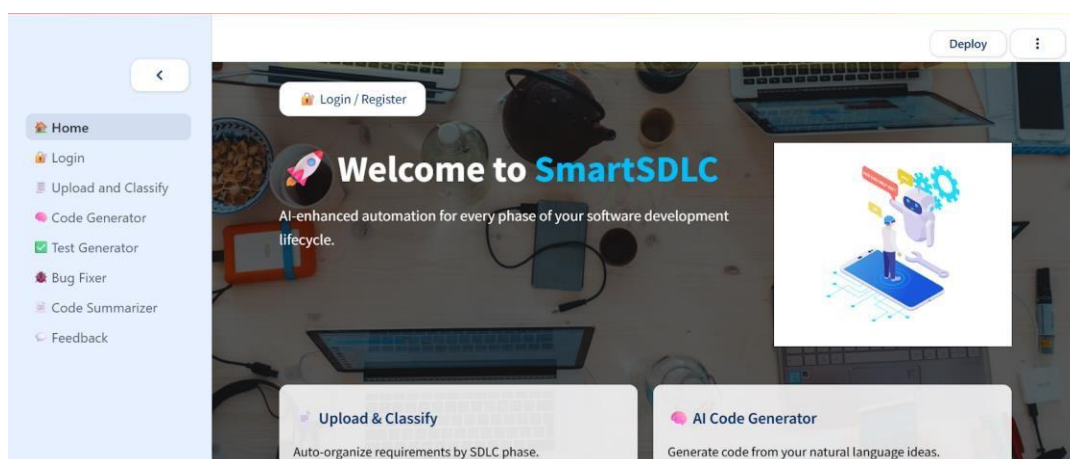 Deploy
Login / Register
Home
Login
Upload and Classify
Code Generator
Test Generator
Bug Fixer
Code Summarizer
Feedback
Welcome to SmartSDLC
AI-enhanced automation for every phase of your software development
lifecycle.
Upload & Classify
Auto-organize requirements by SDLC phase.
AI Code Generator
Generate code from your natural language ideas.